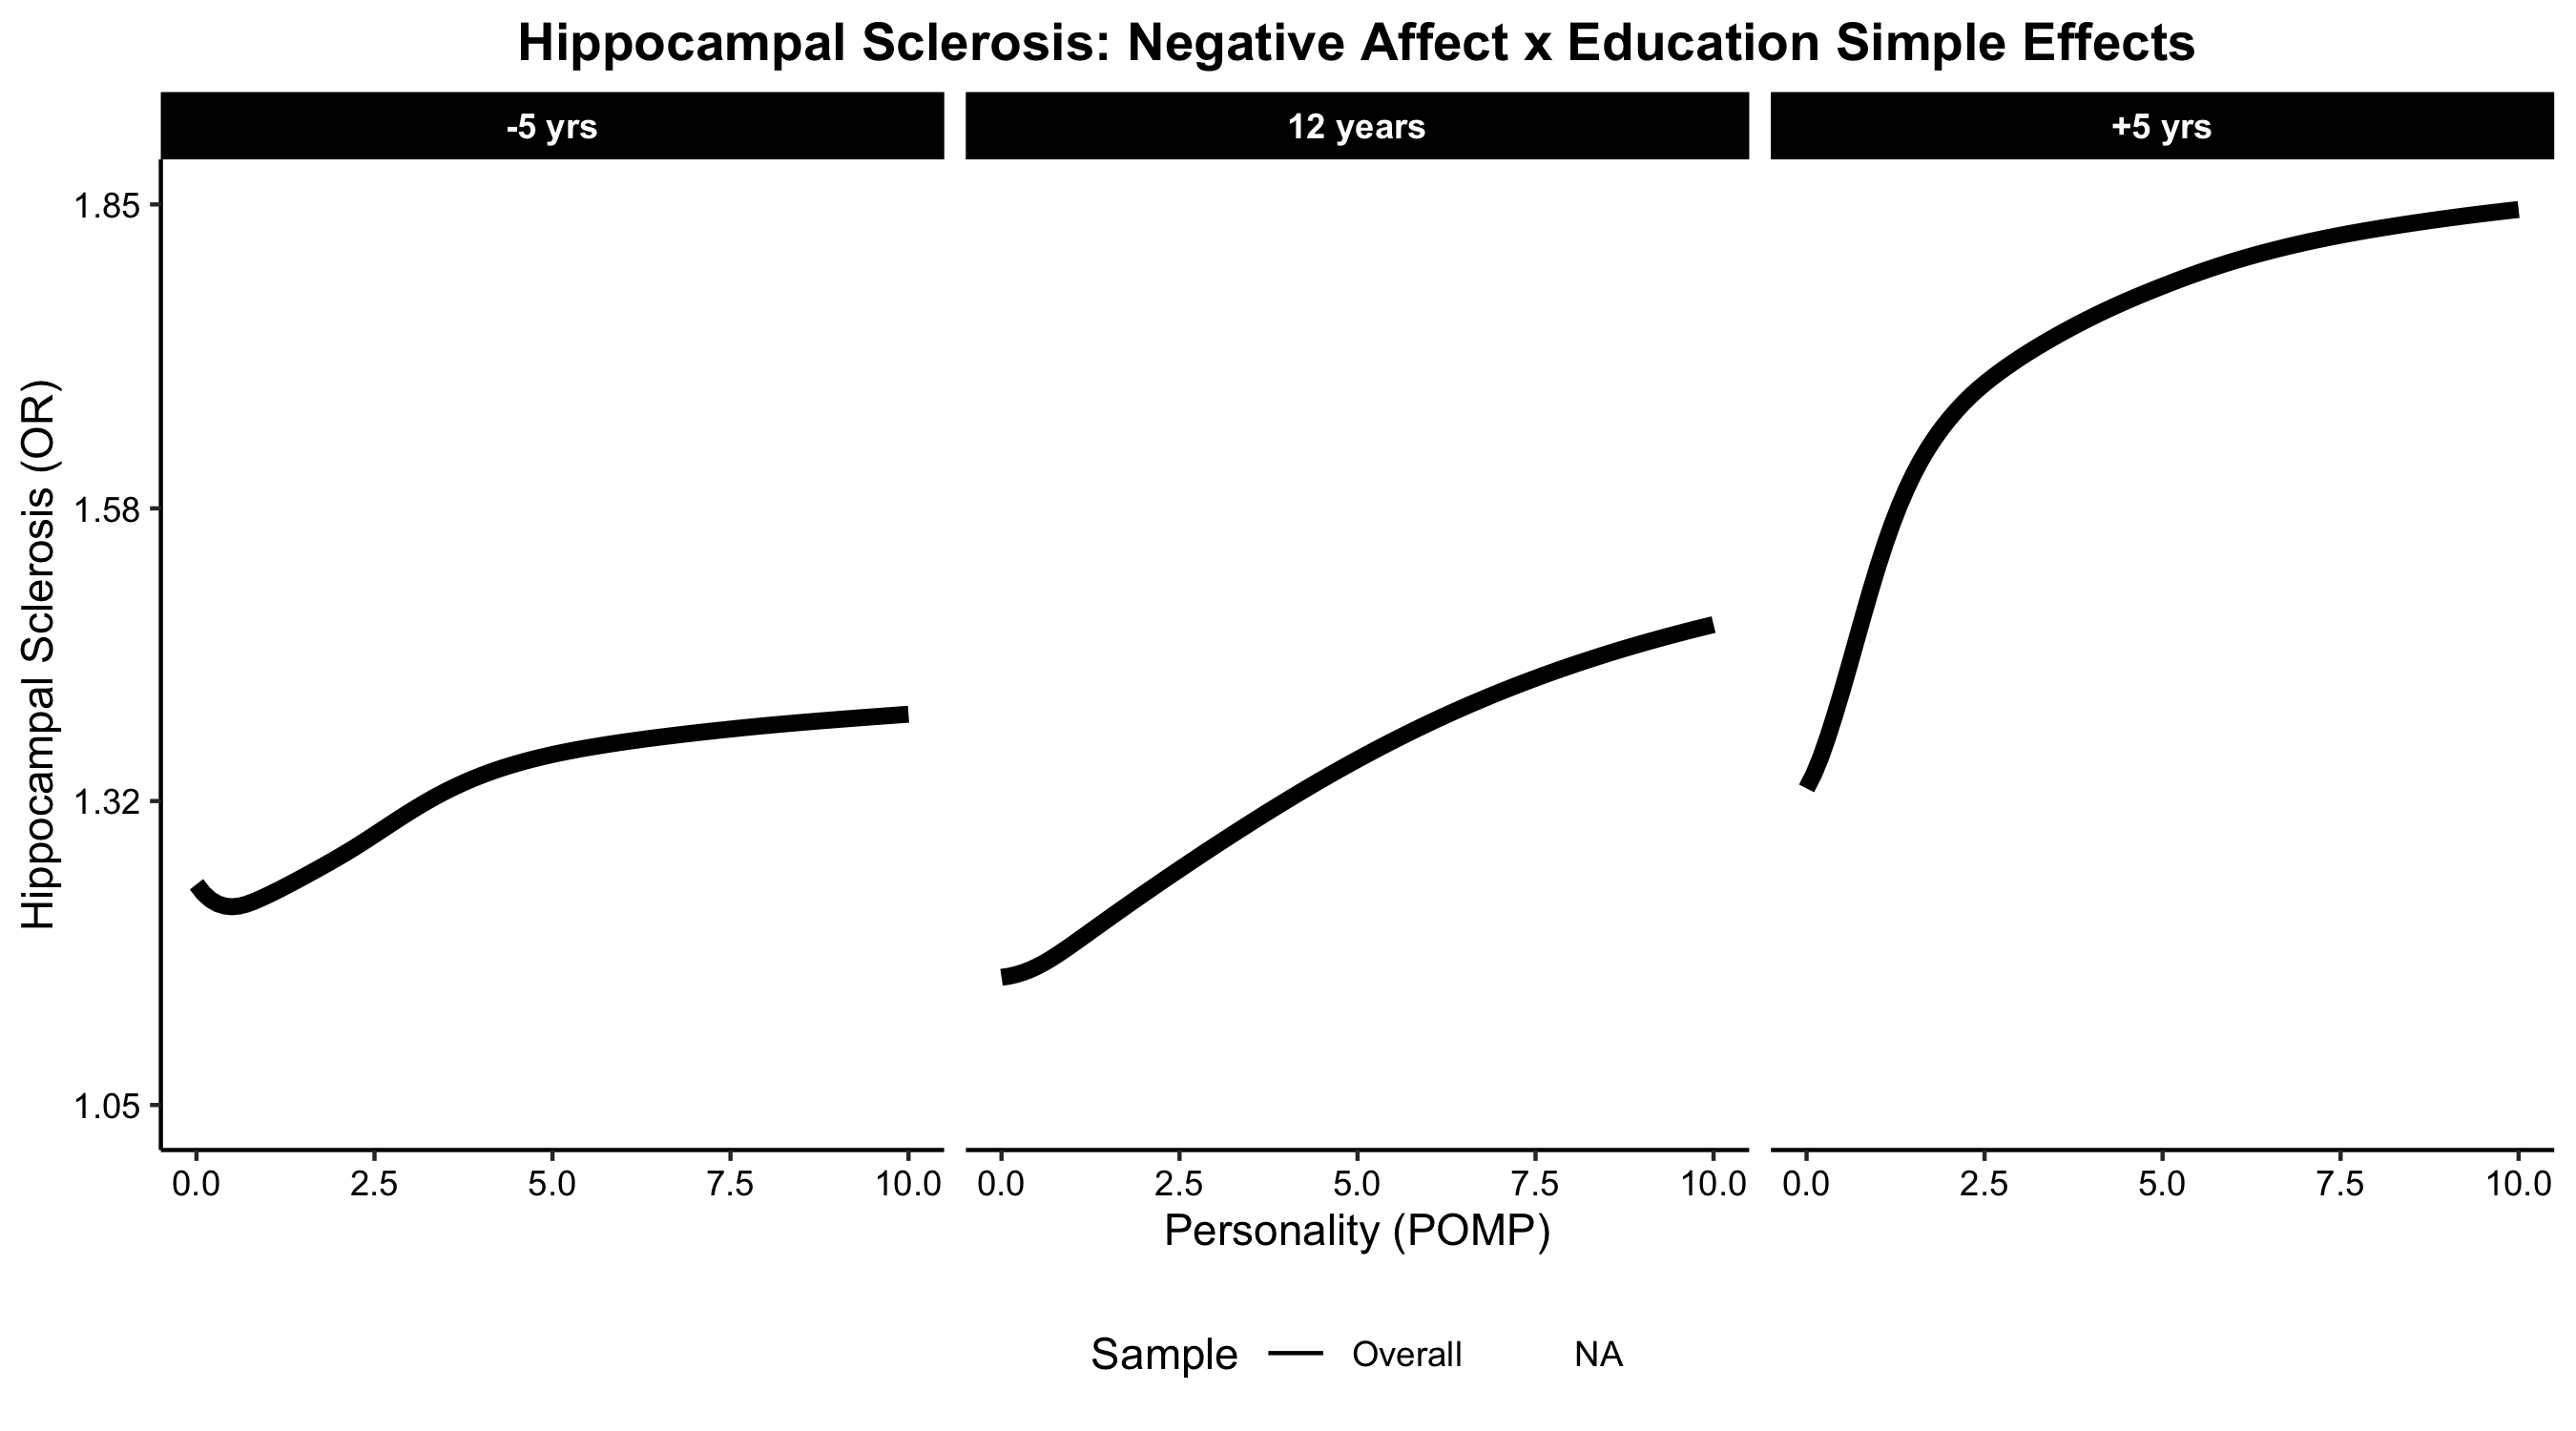 Hippocampal Sclerosis: Negative Affect x Education Simple Effects
-5 yrs
12 years
+5 yrs
Hippocampal Sclerosis (OR)
1.85
1.58
1.32
1.05
0.0 2.5 5.0 7.5 10.0
0.0 2.5 5.0 7.5 10.0
0.0 2.5 5.0 7.5 10.0
Personality (POMP)
Sample Overall NA